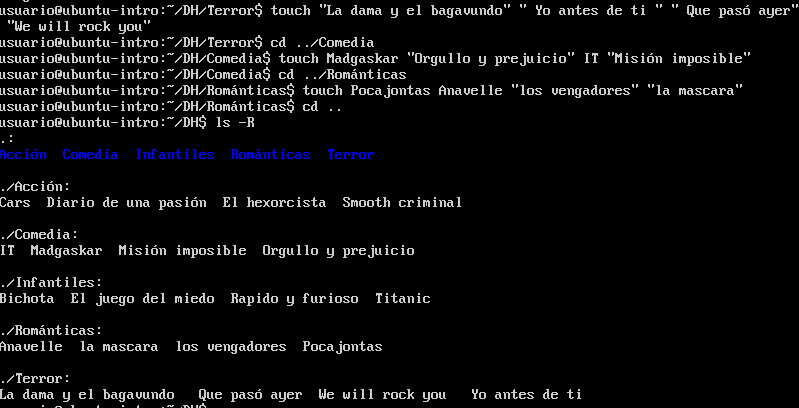 usuario@ubuntu-intro:~/DH/Terror$ touch "La dama y el bagavundo" " Yo antes de ti " " Que pasó ayer"
 "We will rock you"
usuario@ubuntu-intro:~/DH/Terror$ cd ../Comedia
usuario@ubuntu-intro:~/DH/Comedia$ touch Madgaskar "Orgullo y prejuicio" IT "Misión imposible"
usuario@ubuntu-intro:~/DH/Comedia$ cd ../Románticas
usuario@ubuntu-intro:~/DH/Románticas$ touch Pocajontas Anavelle "los vengadores" "la mascara"
usuario@ubuntu-intro:~/DH/Románticas$ cd ..
usuario@ubuntu-intro:~/DH$ ls -R
.:
Acción  Comedia  Infantiles  Románticas  Terror
./Acción:
Cars  Diario de una pasión  El hexorcista  Smooth criminal
./Comedia:
IT  Madgaskar  Misión imposible  Orgullo y prejuicio
./Infantiles:
Bichota  El juego del miedo  Rapido y furioso  Titanic
./Románticas:
Anavelle  la mascara  los vengadores  Pocajontas
./Terror:
La dama y el bagavundo   Que pasó ayer  We will rock you   Yo antes de ti
usuario@ubuntu-intro:~/DH$